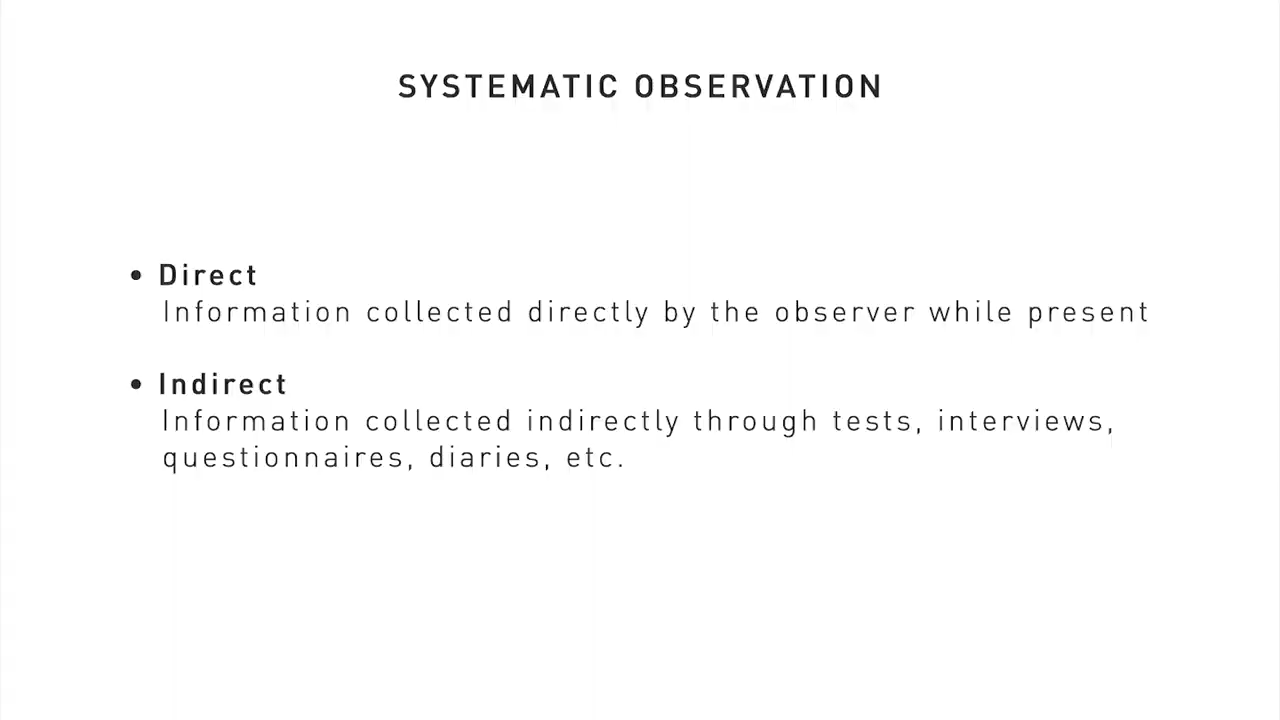 SYSTEMATIC OBSERVATION
• Direct
Information collected directly by the observer while present
• Indirect
Information collected indirectly through tests, interviews,
questionnaires, diaries, etc.